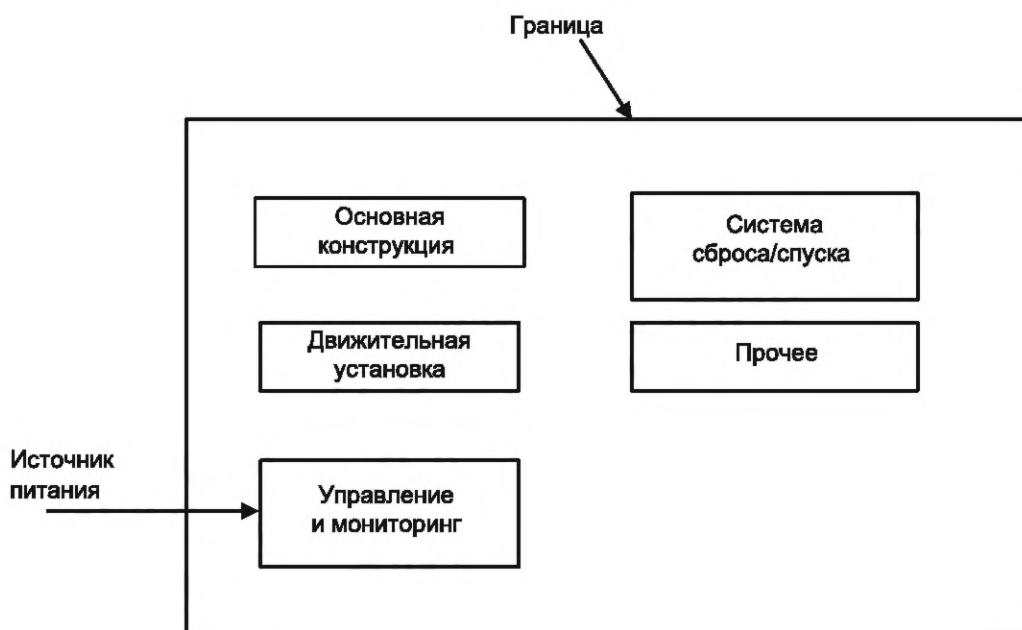 Граница
Основная
конструкция
Система
сброса/спуска
Движительная
установка
Прочее
Источник
питания
Управление
и мониторинг